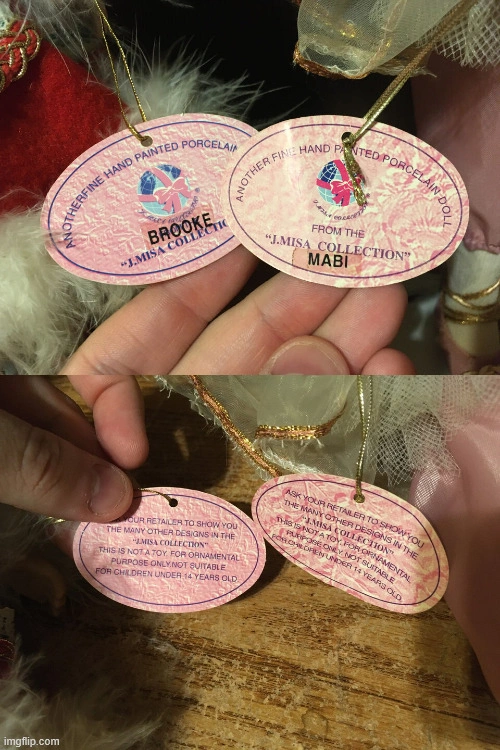 ANOTHERFINE HAND PAINTED PORCELAIN
BROOKE
"J.MISA COLLECTIO
ANOTHER FINE HAND PAINTED PORCELAIN DOLL
FROM THE
"J.MISA COLLECTION"
MABI
YOUR RETAILER TO SHOW YOU
THE MANY OTHER DESIGNS IN THE
"J.MISA COLLECTION"
THIS IS NOT A TOY. FOR ORNAMENTAL
PURPOSE ONLY.NOT SUITABLE
FOR CHILDREN UNDER 14 YEARS OLD.
ASK YOUR RETAILER TO SHOW YOU
THE MANY OTHER DESIGNS IN THE
"J.MISA COLLECTION"
THIS IS NOT A TOY. FOR ORNAMENTAL
PURPOSE ONLY. NOT SUITABLE
FOR CHILDREN UNDER 14 YEARS OLD.
imgflip.com